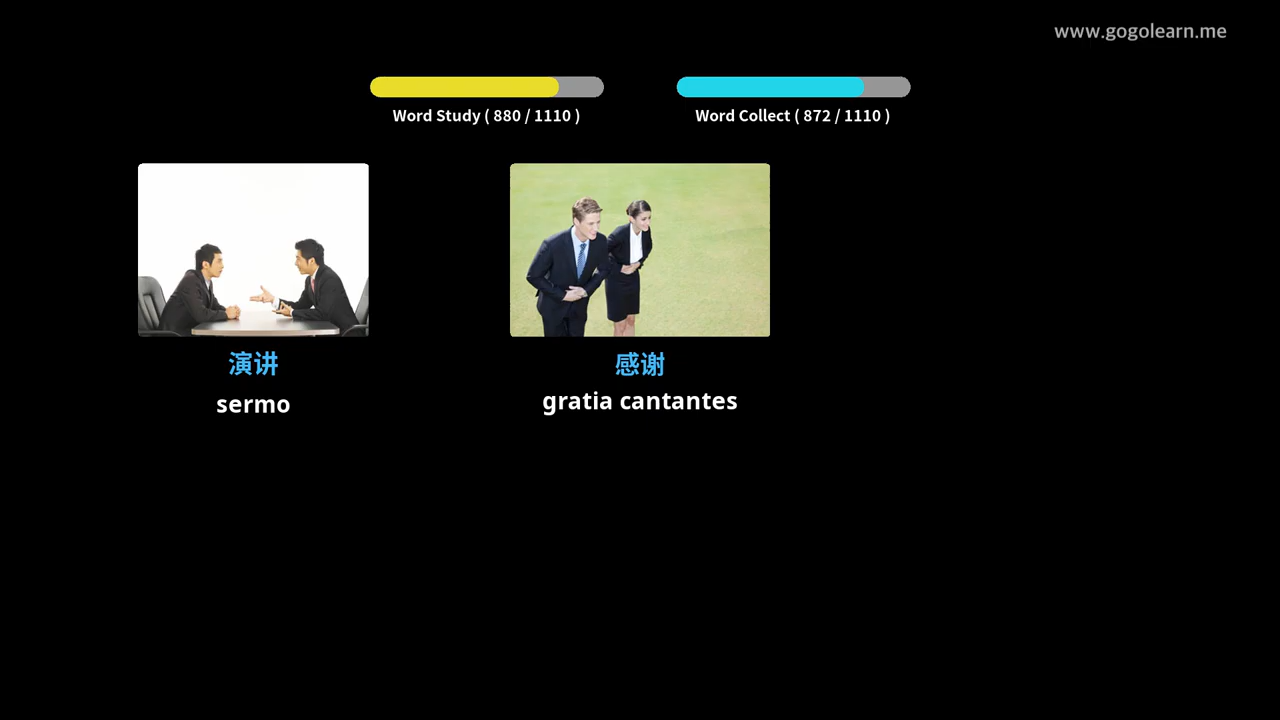 www.gogolearn.me
Word Study ( 880 / 1110 )
Word Collect ( 872 / 1110 )
演讲
sermo
感谢
gratia cantantes